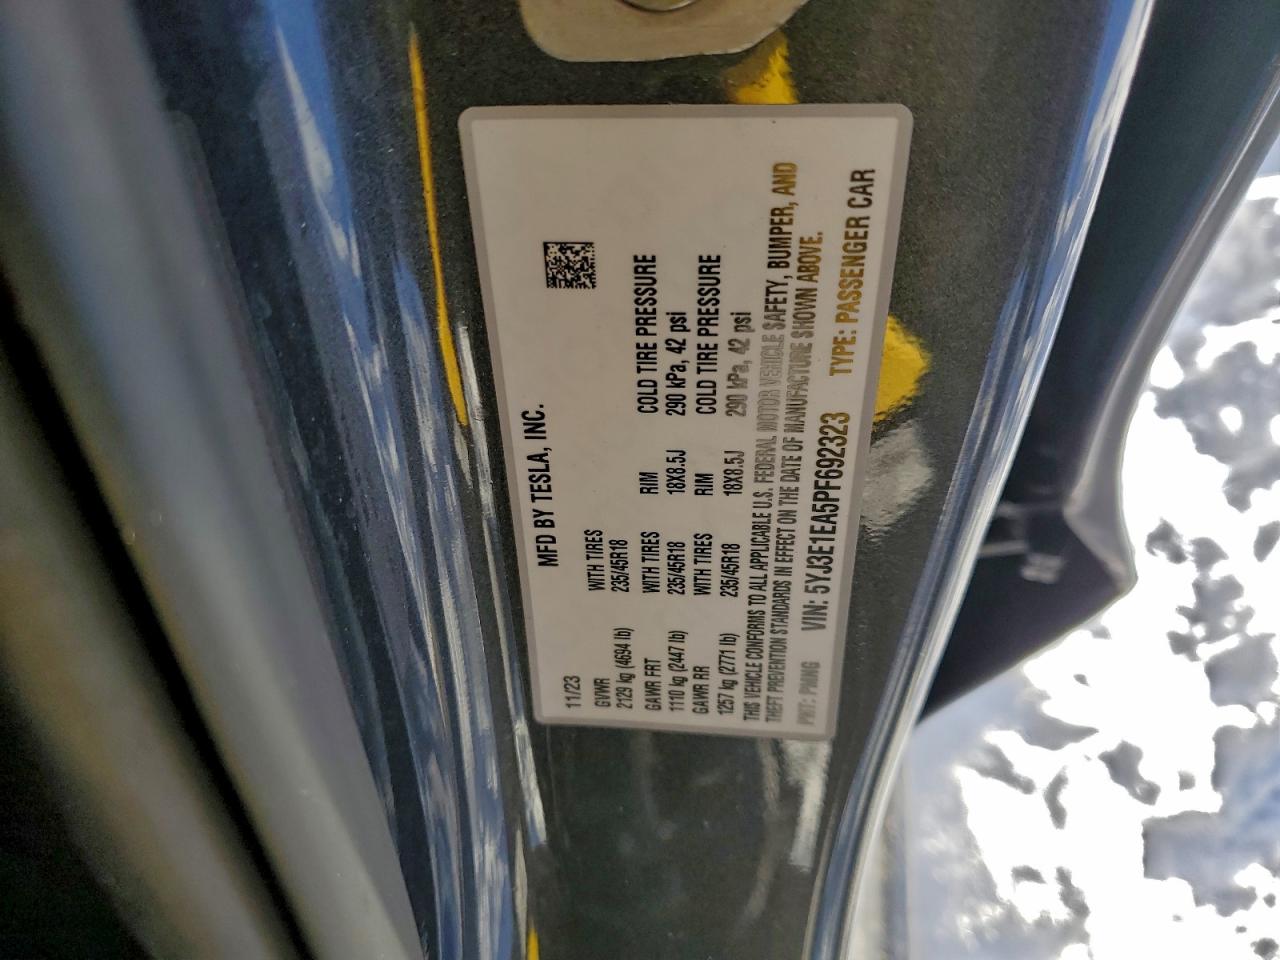 MFD BY TESLA, INC.
11/23
GVWR WITH TIRES
2129 kg (4694 lb) 235/45R18
GAWR FRT WITH TIRES RIM COLD TIRE PRESSURE
1110 kg (2447 lb) 235/45R18 18X8.5J 290 kPa, 42 psi
GAWR RR WITH TIRES RIM COLD TIRE PRESSURE
1257 kg (2771 lb) 235/45R18 18X8.5J 290 kPa, 42 psi
THIS VEHICLE CONFORMS TO ALL APPLICABLE U.S. FEDERAL MOTOR VEHICLE SAFETY, BUMPER, AND
THEFT PREVENTION STANDARDS IN EFFECT ON THE DATE OF MANUFACTURE SHOWN ABOVE.
PNT: PMNG VIN: 5YJ3E1EA5PF692323 TYPE: PASSENGER CAR